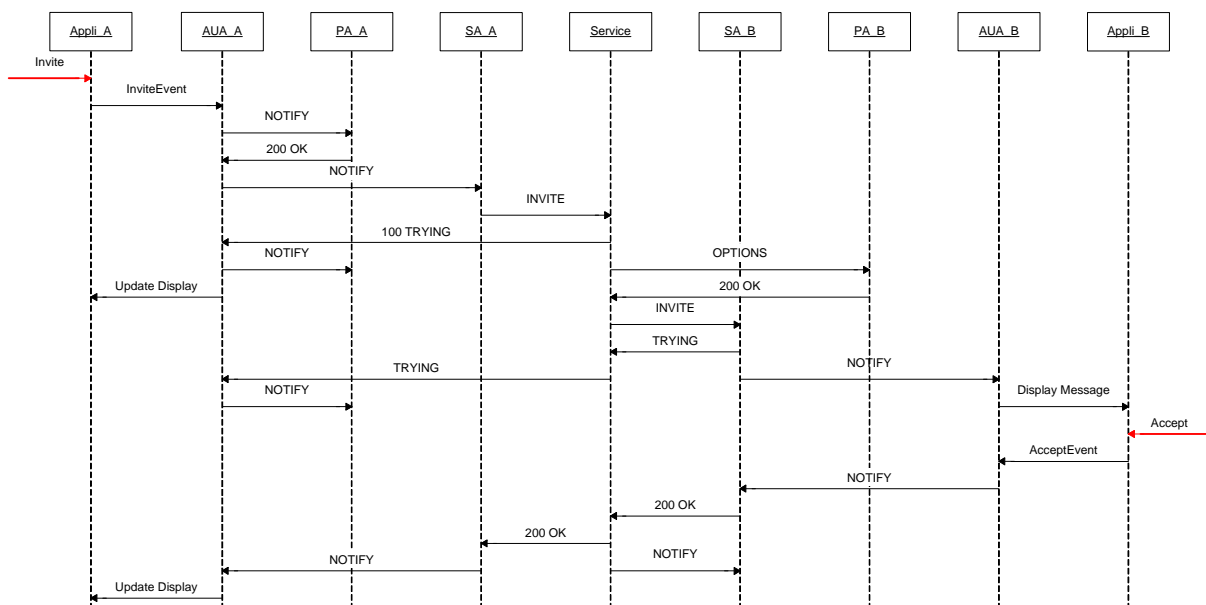 Appli_A AUA_A PA_A SA_A Service SA_B PA_B AUA_B Appli_B
Invite
InviteEvent
NOTIFY
200 OK
NOTIFY
INVITE
100 TRYING
NOTIFY OPTIONS
Update Display 200 OK
INVITE
TRYING
TRYING NOTIFY
NOTIFY Display Message
Accept
AcceptEvent
NOTIFY
200 OK
200 OK
NOTIFY NOTIFY
Update Display